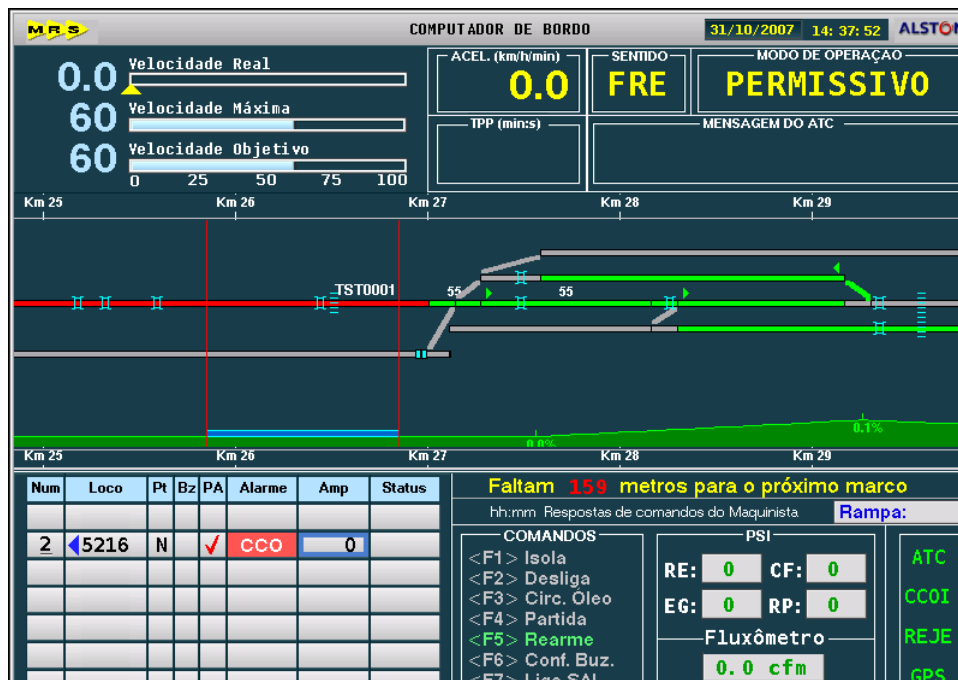 MRS
COMPUTADOR DE BORDO
31/10/2007 14:37:52
0.0 Velocidade Real
60 Velocidade Máxima
60 Velocidade Objetivo
0 25 50 75 100
ACEL. (km/h/min)
0.0
SENTIDO
FRE
MODO DE OPERAÇAO
PERMISSIVO
TPP (min:s)
MENSAGEM DO ATC
Km 25 Km 26 Km 27 Km 28 Km 29
TST0001 55 55
0.0% 0.1%
Km 25 Km 26 Km 27 Km 28 Km 29
Num Loco Pt Bz PA Alarme Amp Status
2 5216 N CCO 0
Faltam 159 metros para o próximo marco
hh:mm Respostas de comandos do Maquinista Rampa:
COMANDOS
<F1> Isola
<F2> Desliga
<F3> Circ. Óleo
<F4> Partida
<F5> Rearme
<F6> Conf. Buz.
PSI
RE: 0 CF: 0
EG: 0 RP: 0
Fluxômetro
0.0 cfm
ATC
CCOI
REJE
GPS